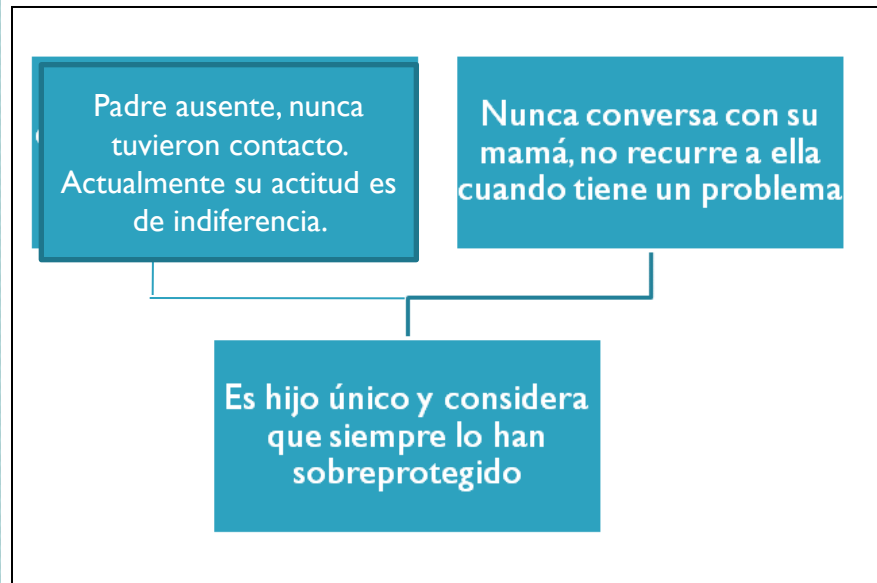 Padre ausente, nunca
tuvieron contacto.
Actualmente su actitud es
de indiferencia.
Nunca conversa con su
mamá, no recurre a ella
cuando tiene un problema
Es hijo único y considera
que siempre lo han
sobreprotegido